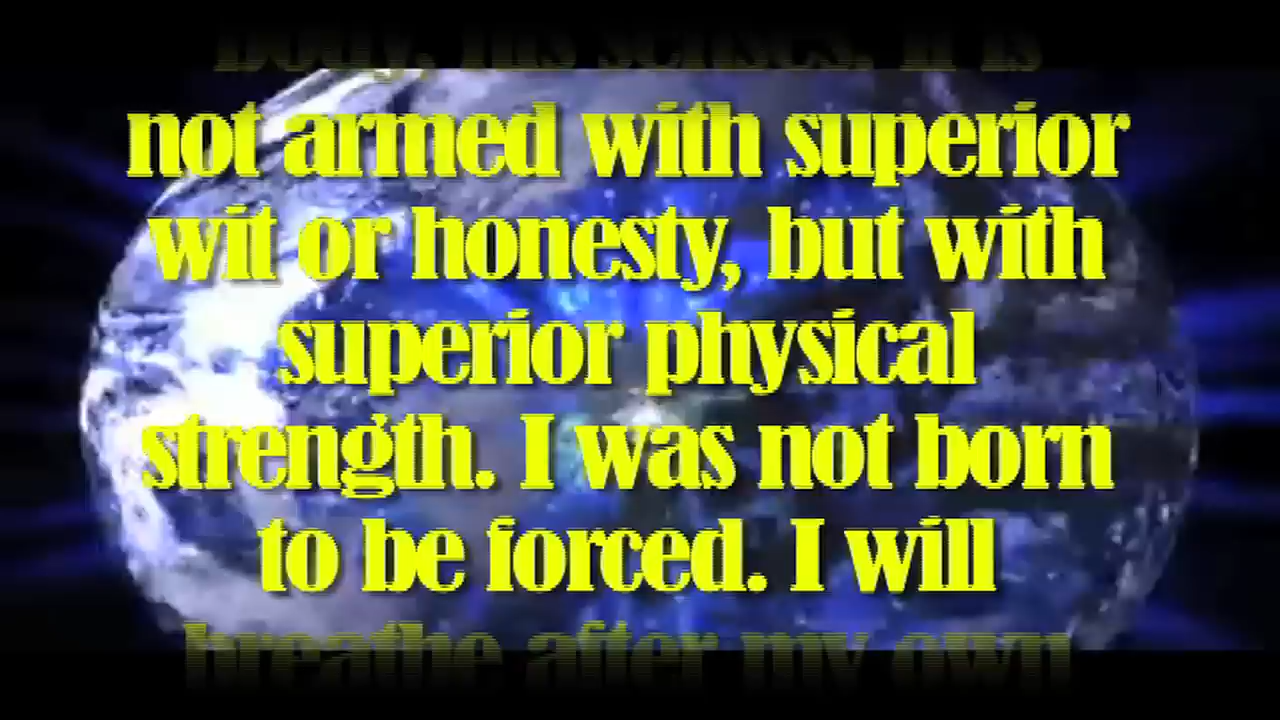 body, his senses. It is
not armed with superior
wit or honesty, but with
superior physical
strength. I was not born
to be forced. I will
breathe after my own